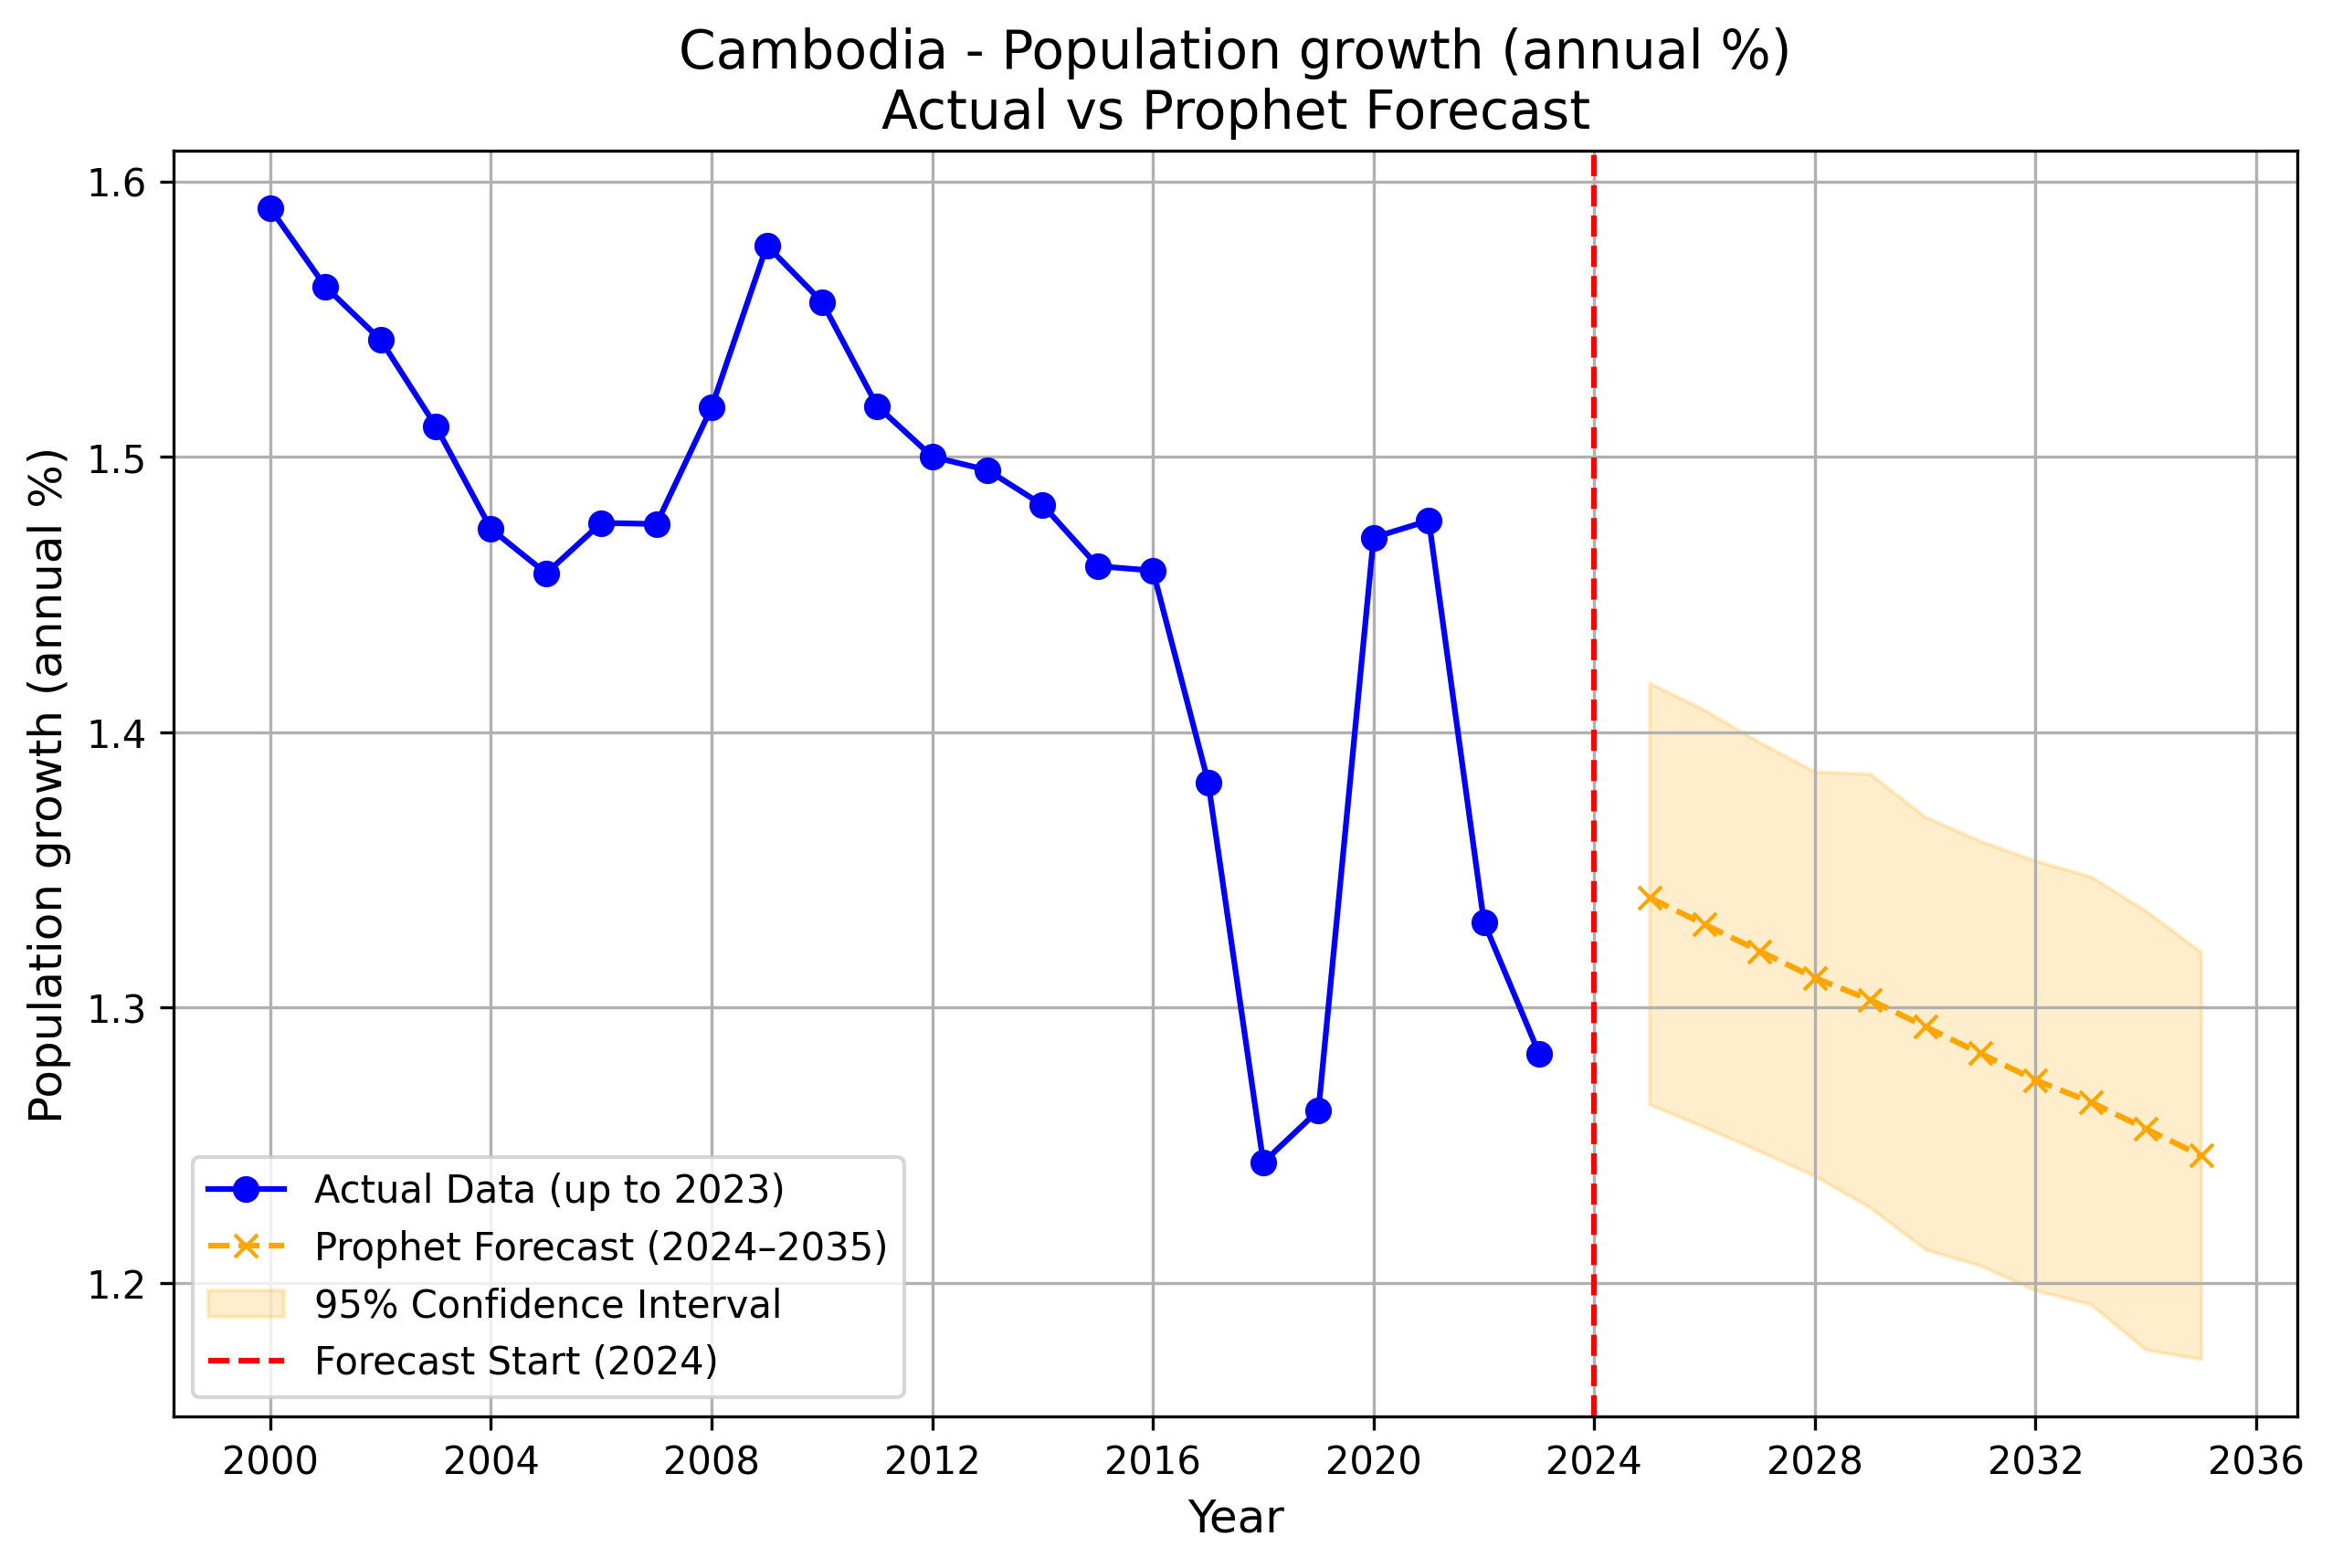 Cambodia - Population growth (annual %)
Actual vs Prophet Forecast
Population growth (annual %)
1.6
1.5
1.4
1.3
1.2
Actual Data (up to 2023)
Prophet Forecast (2024–2035)
95% Confidence Interval
Forecast Start (2024)
2000 2004 2008 2012 2016 2020 2024 2028 2032 2036
Year